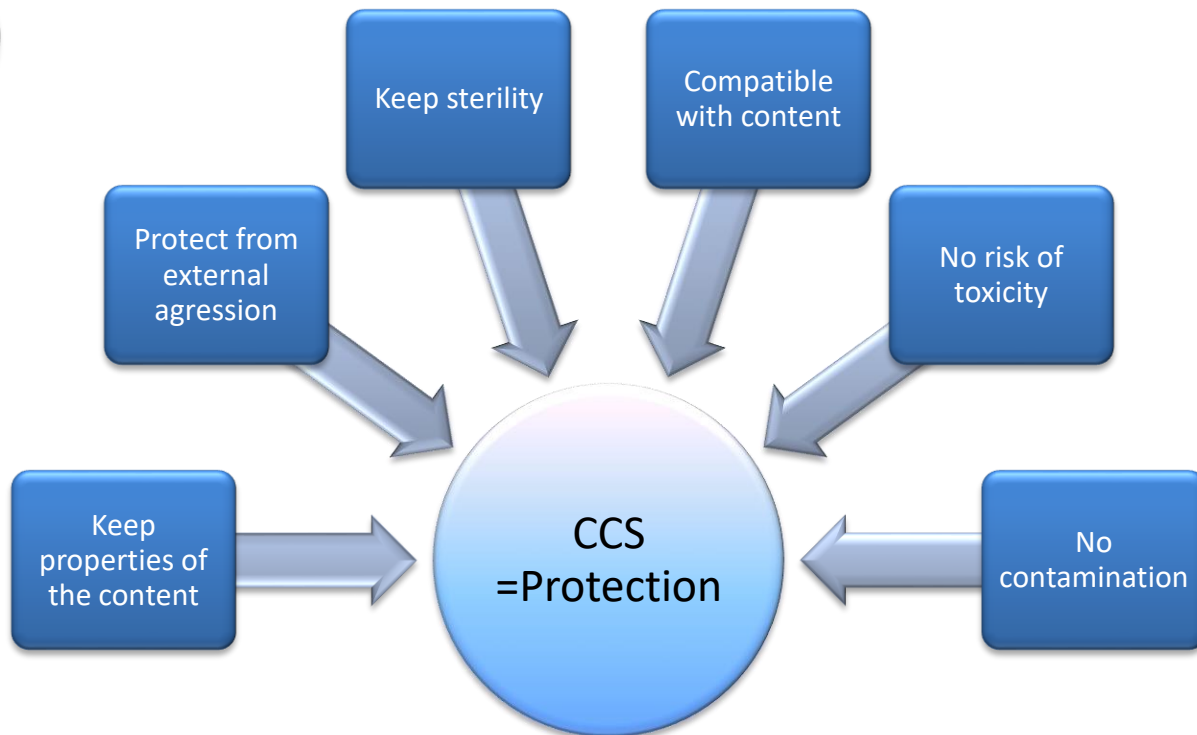 Keep sterility
Compatible
with content
Protect from
external
agression
No risk of
toxicity
Keep
properties of
the content
CCS
=Protection
No
contamination